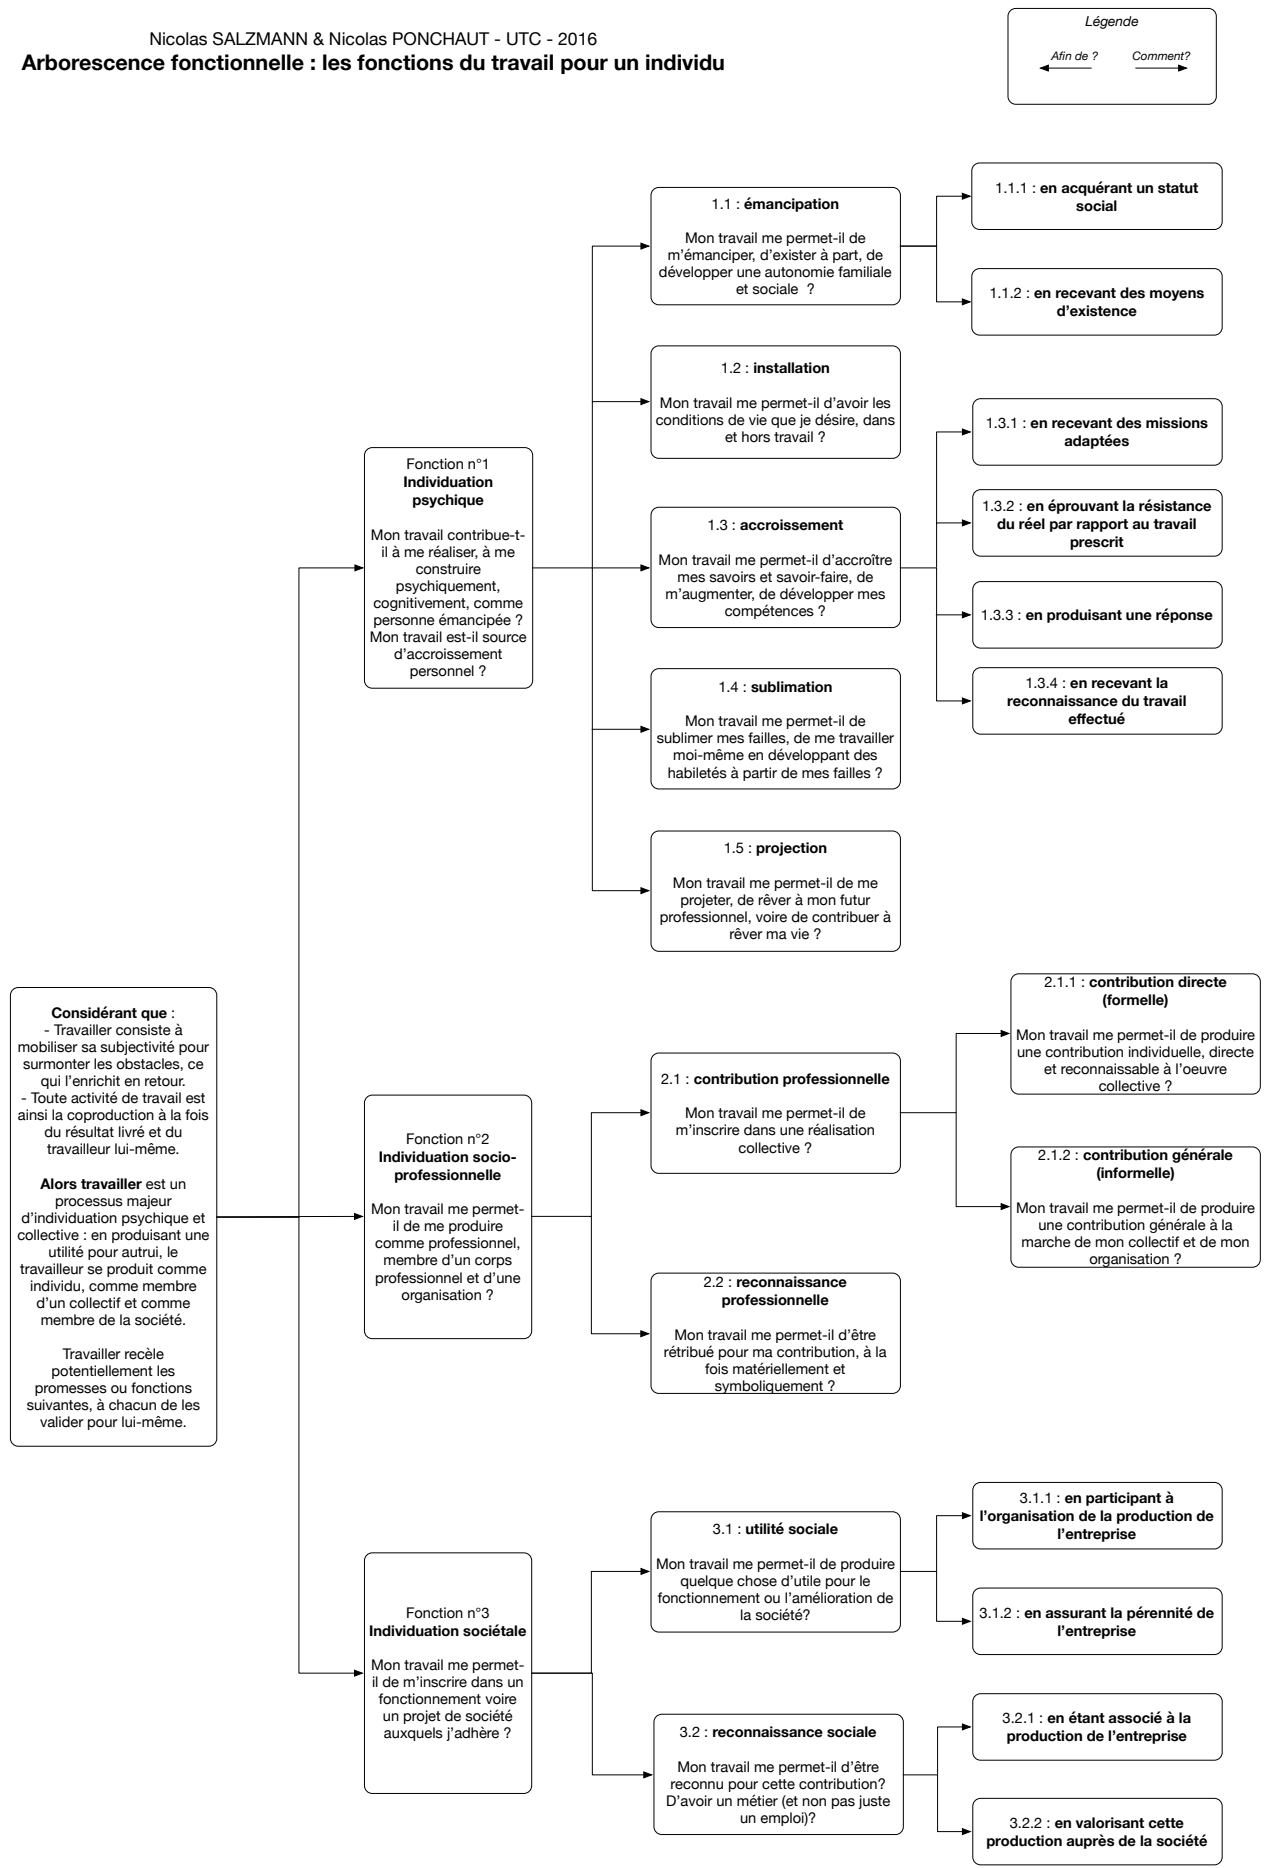 Nicolas SALZMANN & Nicolas PONCHAUT - UTC - 2016
Arborescence fonctionnelle : les fonctions du travail pour un individu
Légende
Afin de ?
Comment?
Considérant que :
- Travailler consiste à
mobiliser sa subjectivité pour
surmonter les obstacles, ce
qui l'enrichit en retour.
- Toute activité de travail est
ainsi la coproduction à la fois
du résultat livré et du
travailleur lui-même.
Alors travailler est un
processus majeur
d'individuation psychique et
collective : en produisant une
utilité pour autrui, le
travailleur se produit comme
individu, comme membre
d'un collectif et comme
membre de la société.
Travailler recèle
potentiellement les
promesses ou fonctions
suivantes, à chacun de les
valider pour lui-même.
Fonction n°1
Individuation
psychique
Mon travail contribue-t-
il à me réaliser, à me
construire
psychiquement,
cognitivement, comme
personne émancipée ?
Mon travail est-il source
d'accroissement
personnel ?
1.1 : émancipation
Mon travail me permet-il de
m'émanciper, d'exister à part, de
développer une autonomie familiale
et sociale  ?
1.1.1 : en acquérant un statut
social
1.1.2 : en recevant des moyens
d'existence
1.2 : installation
Mon travail me permet-il d'avoir les
conditions de vie que je désire, dans
et hors travail ?
1.3 : accroissement
Mon travail me permet-il d'accroître
mes savoirs et savoir-faire, de
m'augmenter, de développer mes
compétences ?
1.3.1 : en recevant des missions
adaptées
1.3.2 : en éprouvant la résistance
du réel par rapport au travail
prescrit
1.3.3 : en produisant une réponse
1.3.4 : en recevant la
reconnaissance du travail
effectué
1.4 : sublimation
Mon travail me permet-il de
sublimer mes failles, de me travailler
moi-même en développant des
habiletés à partir de mes failles ?
1.5 : projection
Mon travail me permet-il de me
projeter, de rêver à mon futur
professionnel, voire de contribuer à
rêver ma vie ?
Fonction n°2
Individuation socio-
professionnelle
Mon travail me permet-
il de me produire
comme professionnel,
membre d'un corps
professionnel et d'une
organisation ?
2.1 : contribution professionnelle
Mon travail me permet-il de
m'inscrire dans une réalisation
collective ?
2.1.1 : contribution directe
(formelle)
Mon travail me permet-il de produire
une contribution individuelle, directe
et reconnaissable à l'oeuvre
collective ?
2.1.2 : contribution générale
(informelle)
Mon travail me permet-il de produire
une contribution générale à la
marche de mon collectif et de mon
organisation ?
2.2 : reconnaissance
professionnelle
Mon travail me permet-il d'être
rétribué pour ma contribution, à la
fois matériellement et
symboliquement ?
Fonction n°3
Individuation sociétale
Mon travail me permet-
il de m'inscrire dans un
fonctionnement voire
un projet de société
auxquels j'adhère ?
3.1 : utilité sociale
Mon travail me permet-il de produire
quelque chose d'utile pour le
fonctionnement ou l'amélioration de
la société?
3.1.1 : en participant à
l'organisation de la production de
l'entreprise
3.1.2 : en assurant la pérennité de
l'entreprise
3.2 : reconnaissance sociale
Mon travail me permet-il d'être
reconnu pour cette contribution?
D'avoir un métier (et non pas juste
un emploi)?
3.2.1 : en étant associé à la
production de l'entreprise
3.2.2 : en valorisant cette
production auprès de la société